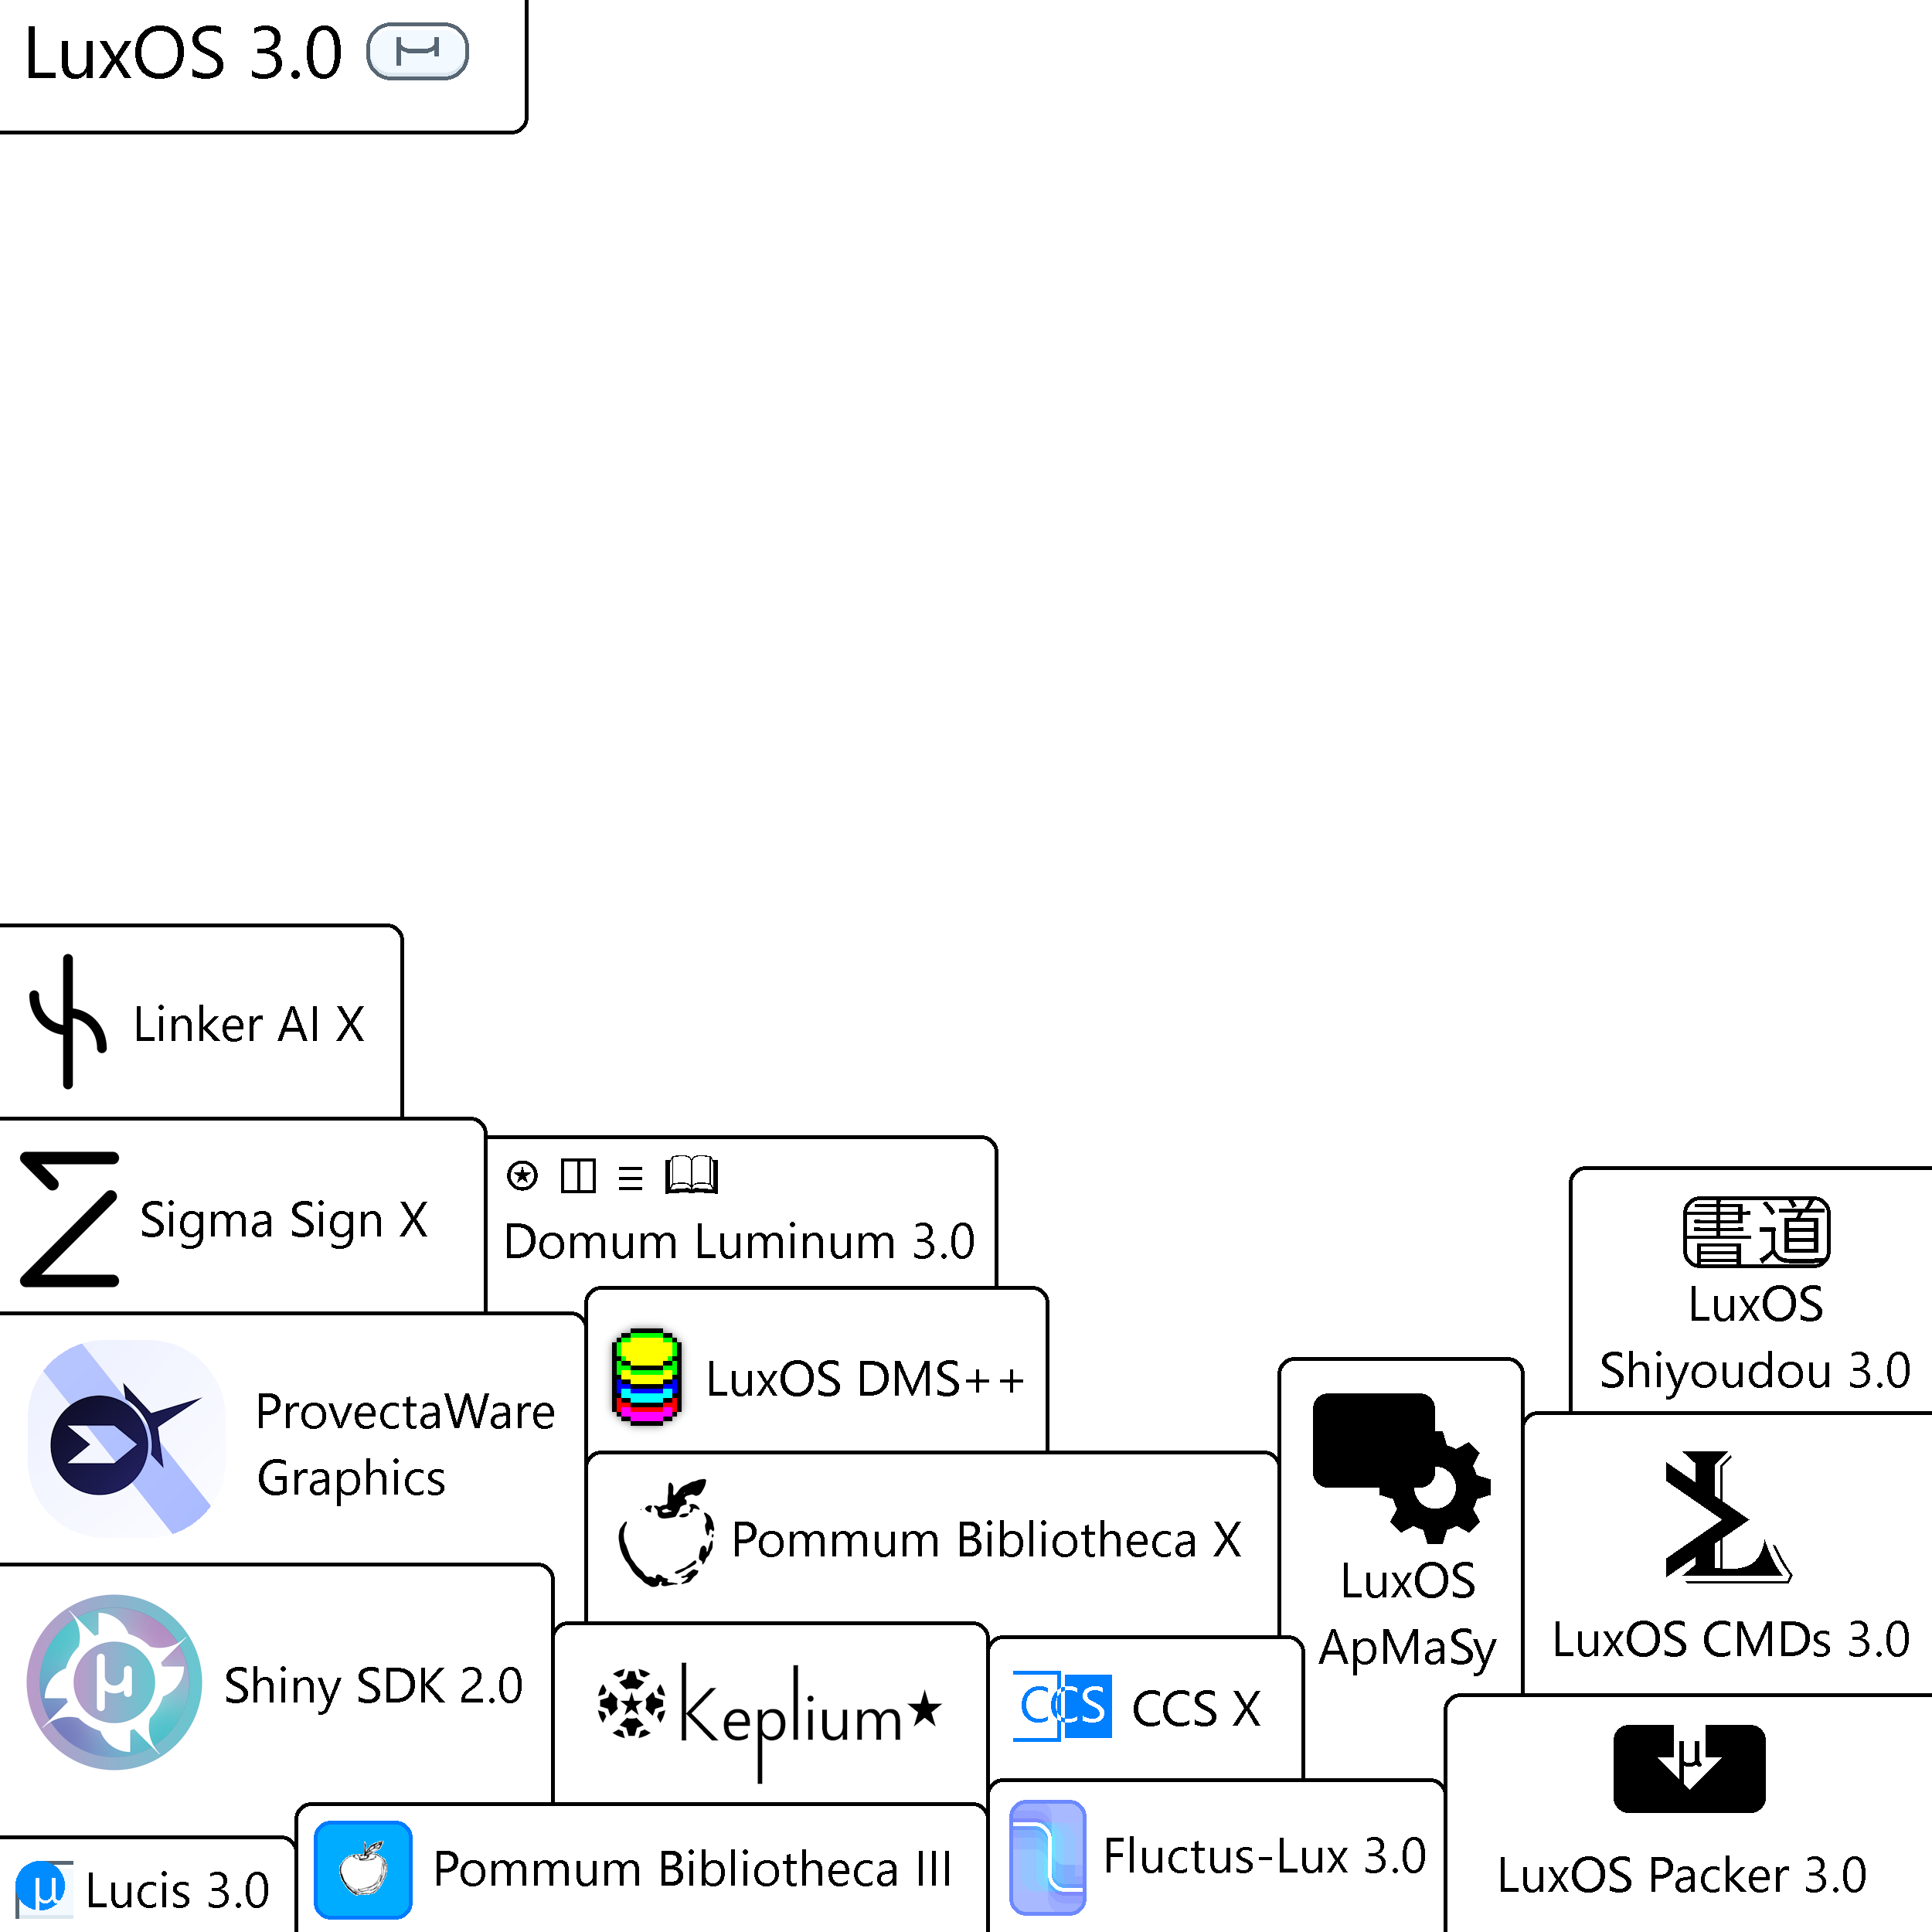 LuxOS 3.0
Linker AI X
Sigma Sign X
Domum Luminum 3.0
書道
LuxOS
Shiyoudou 3.0
ProvectaWare
Graphics
LuxOS DMS++
Pommum Bibliotheca X
LuxOS
ApMaSy
LuxOS CMDs 3.0
μ
Shiny SDK 2.0
Keplium★
CCS
CCS X
μ
LuxOS Packer 3.0
μ
Lucis 3.0
Pommum Bibliotheca III
Fluctus-Lux 3.0